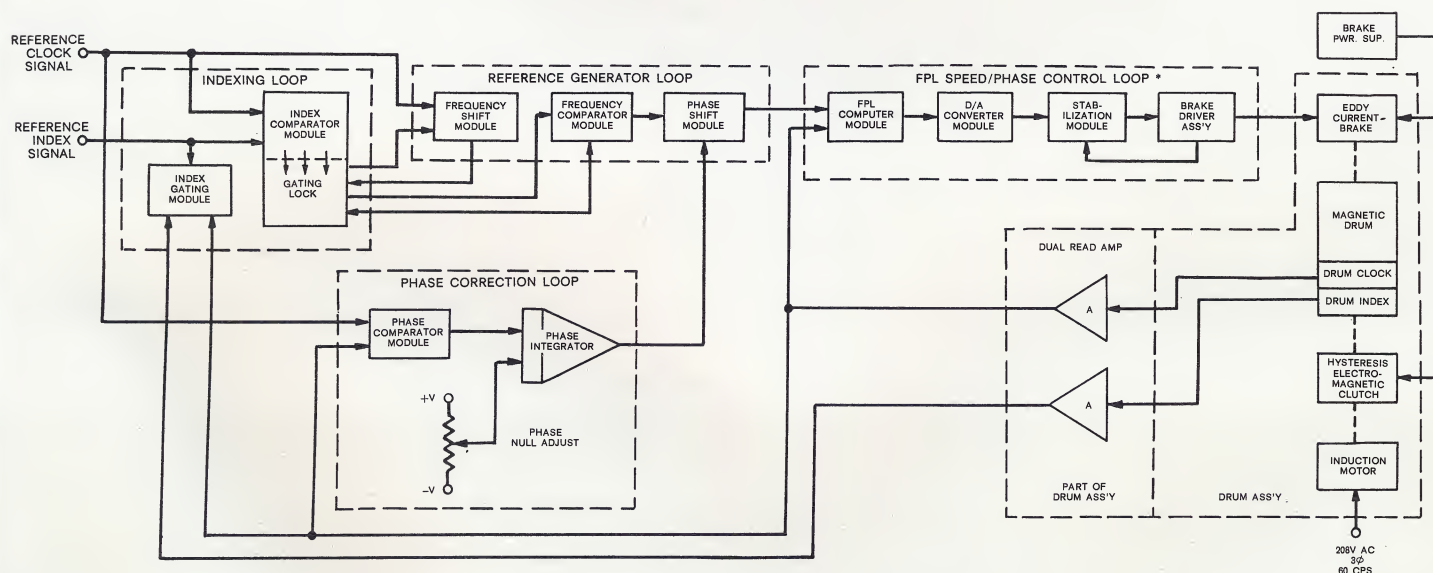 REFERENCE
CLOCK
SIGNAL
REFERENCE
INDEX
SIGNAL
INDEXING LOOP
INDEX
COMPARATOR
MODULE
GATING
LOCK
INDEX
GATING
MODULE
REFERENCE GENERATOR LOOP
FREQUENCY
SHIFT
MODULE
FREQUENCY
COMPARATOR
MODULE
PHASE
SHIFT
MODULE
FPL SPEED/PHASE CONTROL LOOP *
FPL
COMPUTER
MODULE
D/A
CONVERTER
MODULE
STAB-
ILIZATION
MODULE
BRAKE
DRIVER
ASS'Y
BRAKE
PWR. SUP.
EDDY
CURRENT-
BRAKE
MAGNETIC
DRUM
DRUM CLOCK
DRUM INDEX
HYSTERESIS
ELECTRO-
MAGNETIC
CLUTCH
INDUCTION
MOTOR
208V AC
3∅
60 CPS
DUAL READ AMP
A
A
PART OF
DRUM ASS'Y
DRUM ASS'Y
PHASE CORRECTION LOOP
PHASE
COMPARATOR
MODULE
PHASE
INTEGRATOR
+V
PHASE
NULL ADJUST
-V